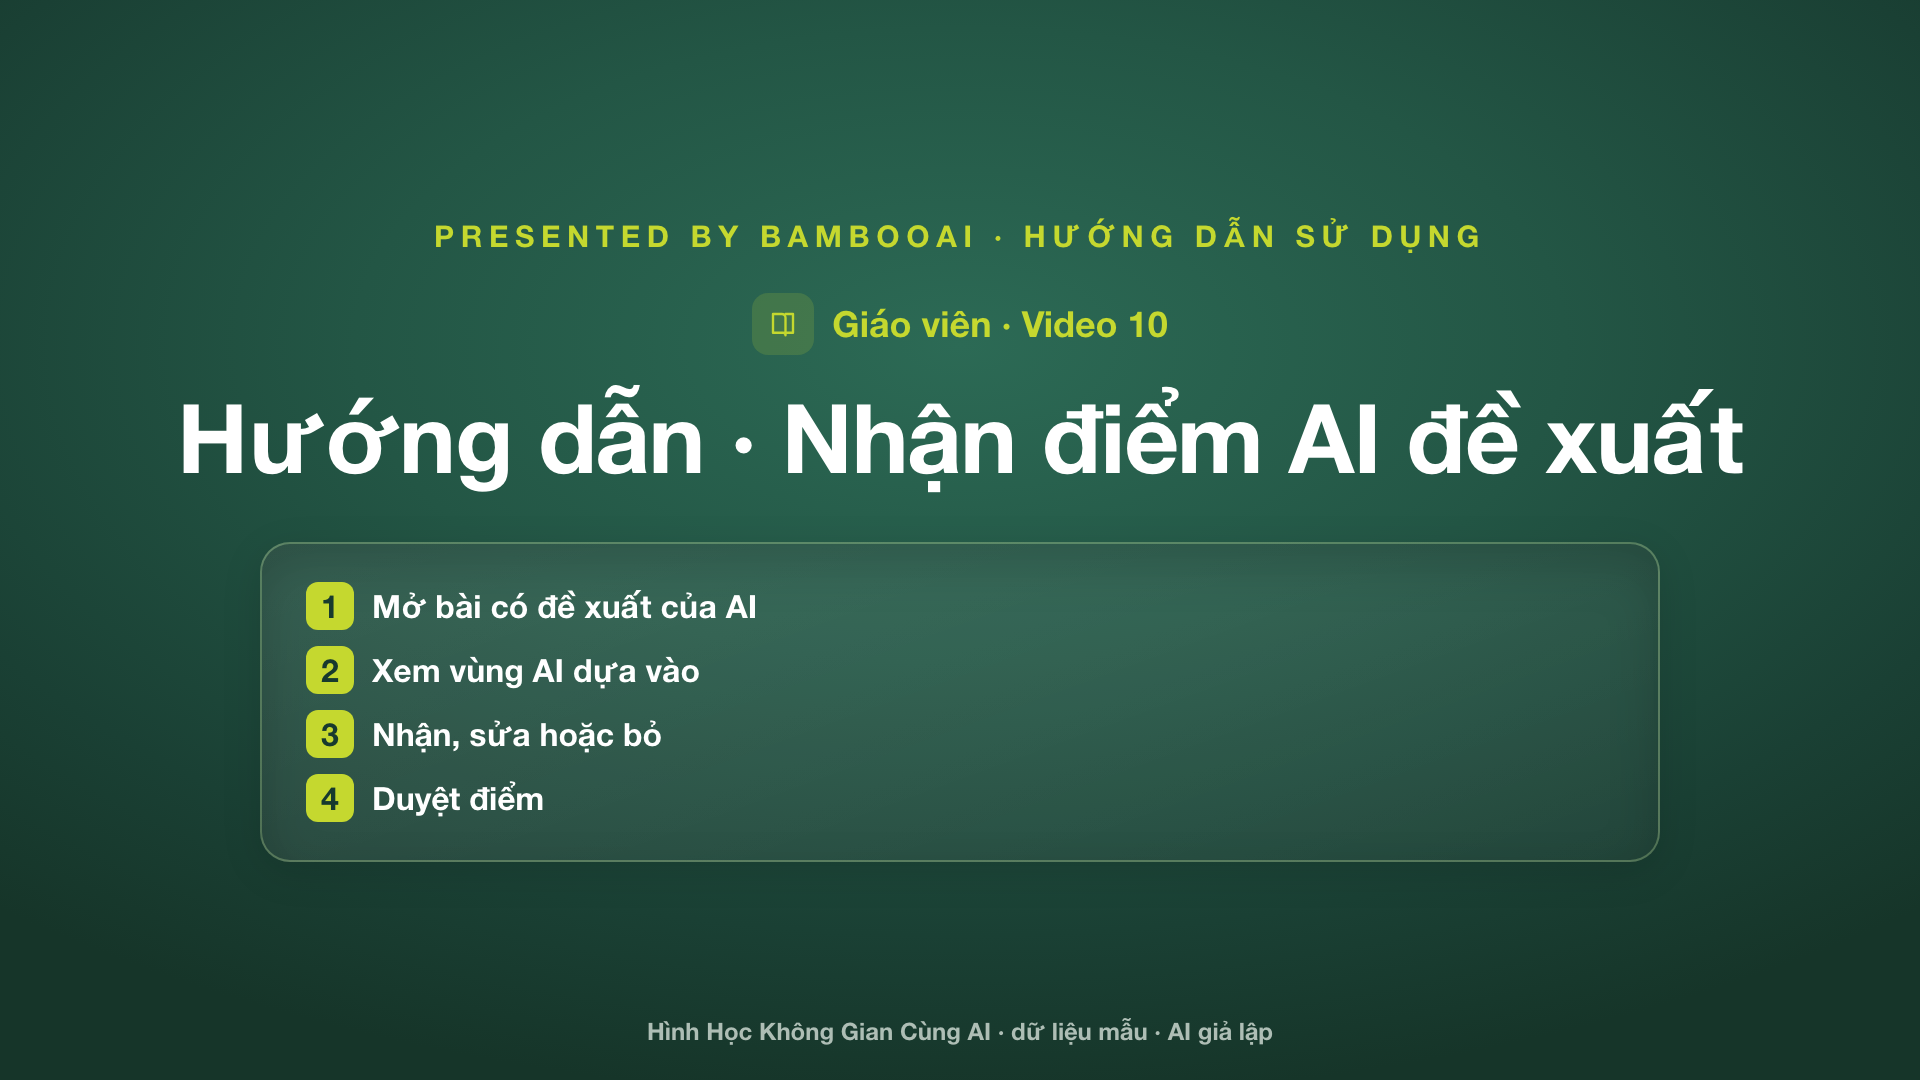 PRESENTED BY BAMBOOAI · HƯỚNG DẪN SỬ DỤNG
Giáo viên · Video 10
Hướng dẫn · Nhận điểm AI đề xuất
1 Mở bài có đề xuất của AI
2 Xem vùng AI dựa vào
3 Nhận, sửa hoặc bỏ
4 Duyệt điểm
Hình Học Không Gian Cùng AI · dữ liệu mẫu · AI giả lập